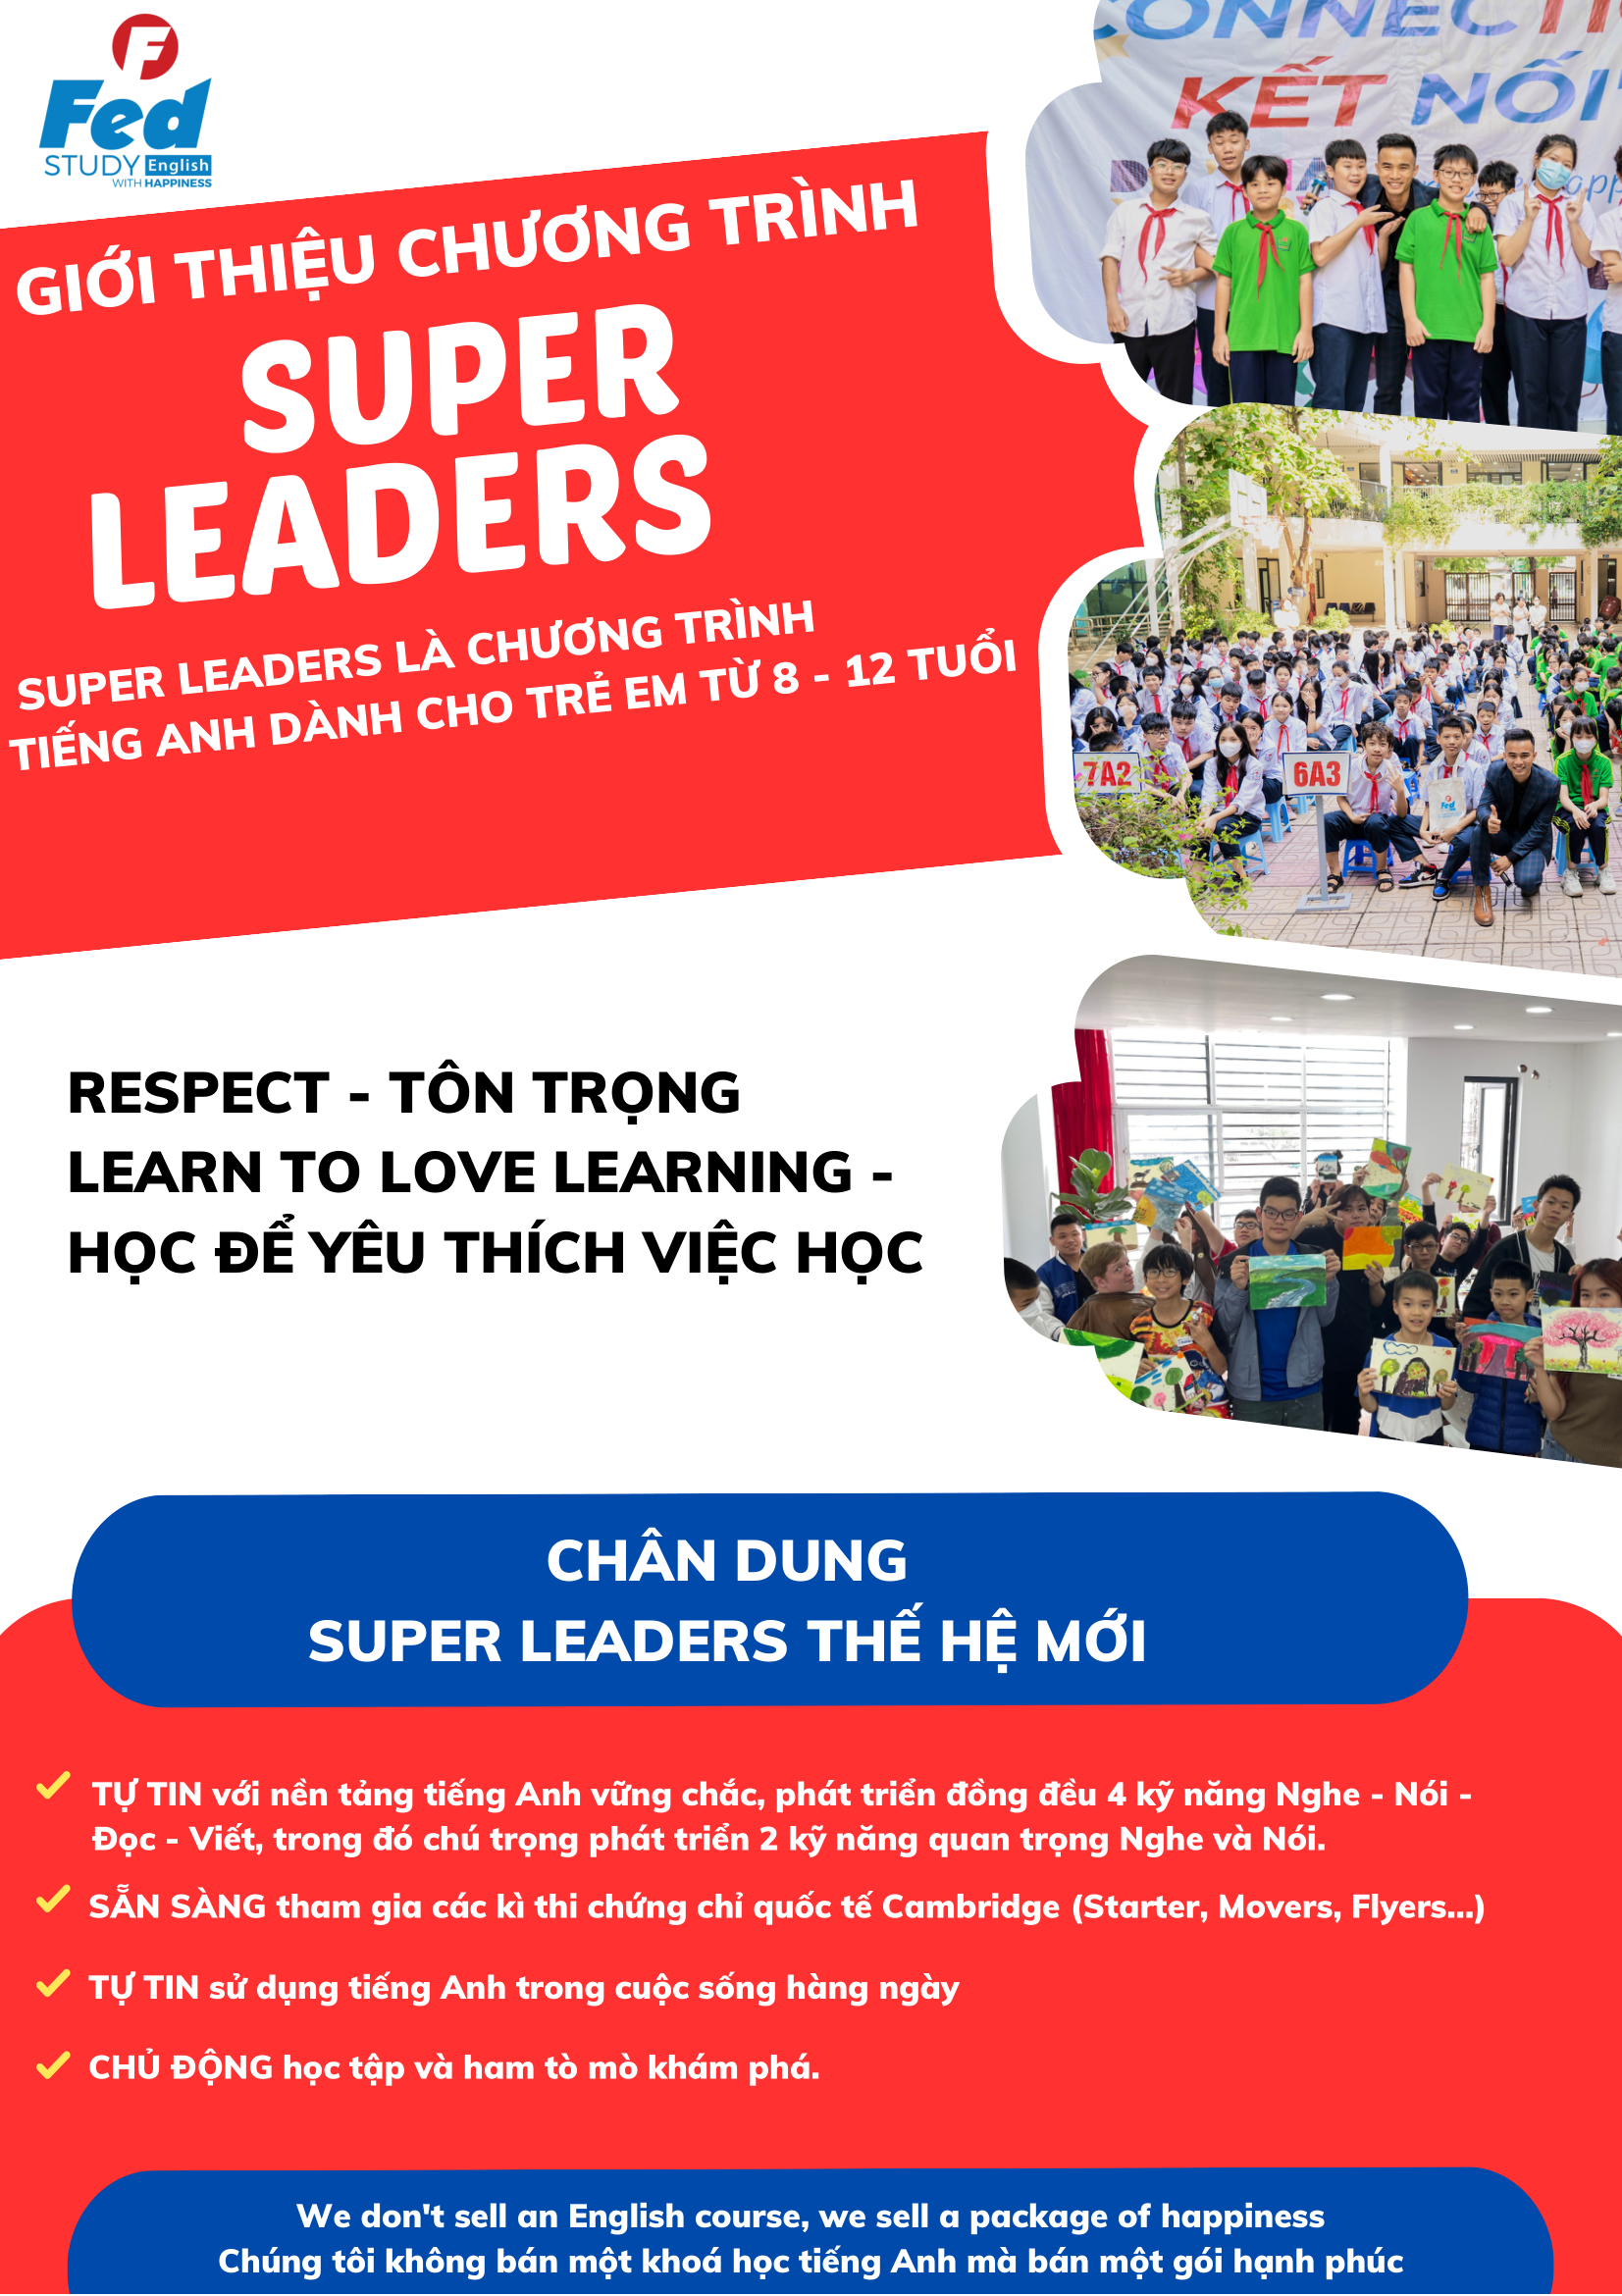 F
Fed
STUDY English
WITH HAPPINESS
GIỚI THIỆU CHƯƠNG TRÌNH
SUPER
LEADERS
SUPER LEADERS LÀ CHƯƠNG TRÌNH
TIẾNG ANH DÀNH CHO TRẺ EM TỪ 8 - 12 TUỔI
KẾT NỐI
7A2
6A3
Fed
RESPECT - TÔN TRỌNG
LEARN TO LOVE LEARNING -
HỌC ĐỂ YÊU THÍCH VIỆC HỌC
CHÂN DUNG
SUPER LEADERS THẾ HỆ MỚI
TỰ TIN với nền tảng tiếng Anh vững chắc, phát triển đồng đều 4 kỹ năng Nghe - Nói -
Đọc - Viết, trong đó chú trọng phát triển 2 kỹ năng quan trọng Nghe và Nói.
SẴN SÀNG tham gia các kì thi chứng chỉ quốc tế Cambridge (Starter, Movers, Flyers...)
TỰ TIN sử dụng tiếng Anh trong cuộc sống hàng ngày
CHỦ ĐỘNG học tập và ham tò mò khám phá.
We don't sell an English course, we sell a package of happiness
Chúng tôi không bán một khoá học tiếng Anh mà bán một gói hạnh phúc